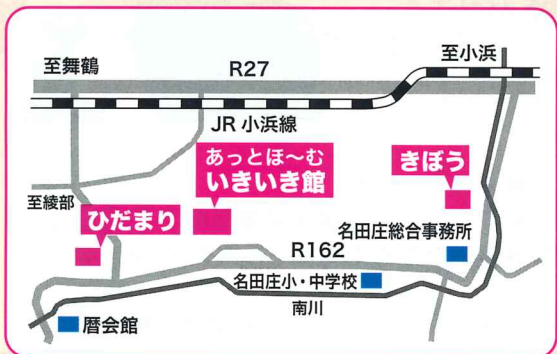 至小浜
至舞鶴
R27
JR 小浜線
あっとほ〜む
いきいき館
きぼう
至綾部
ひだまり
名田庄総合事務所
R162
名田庄小・中学校
南川
暦会館